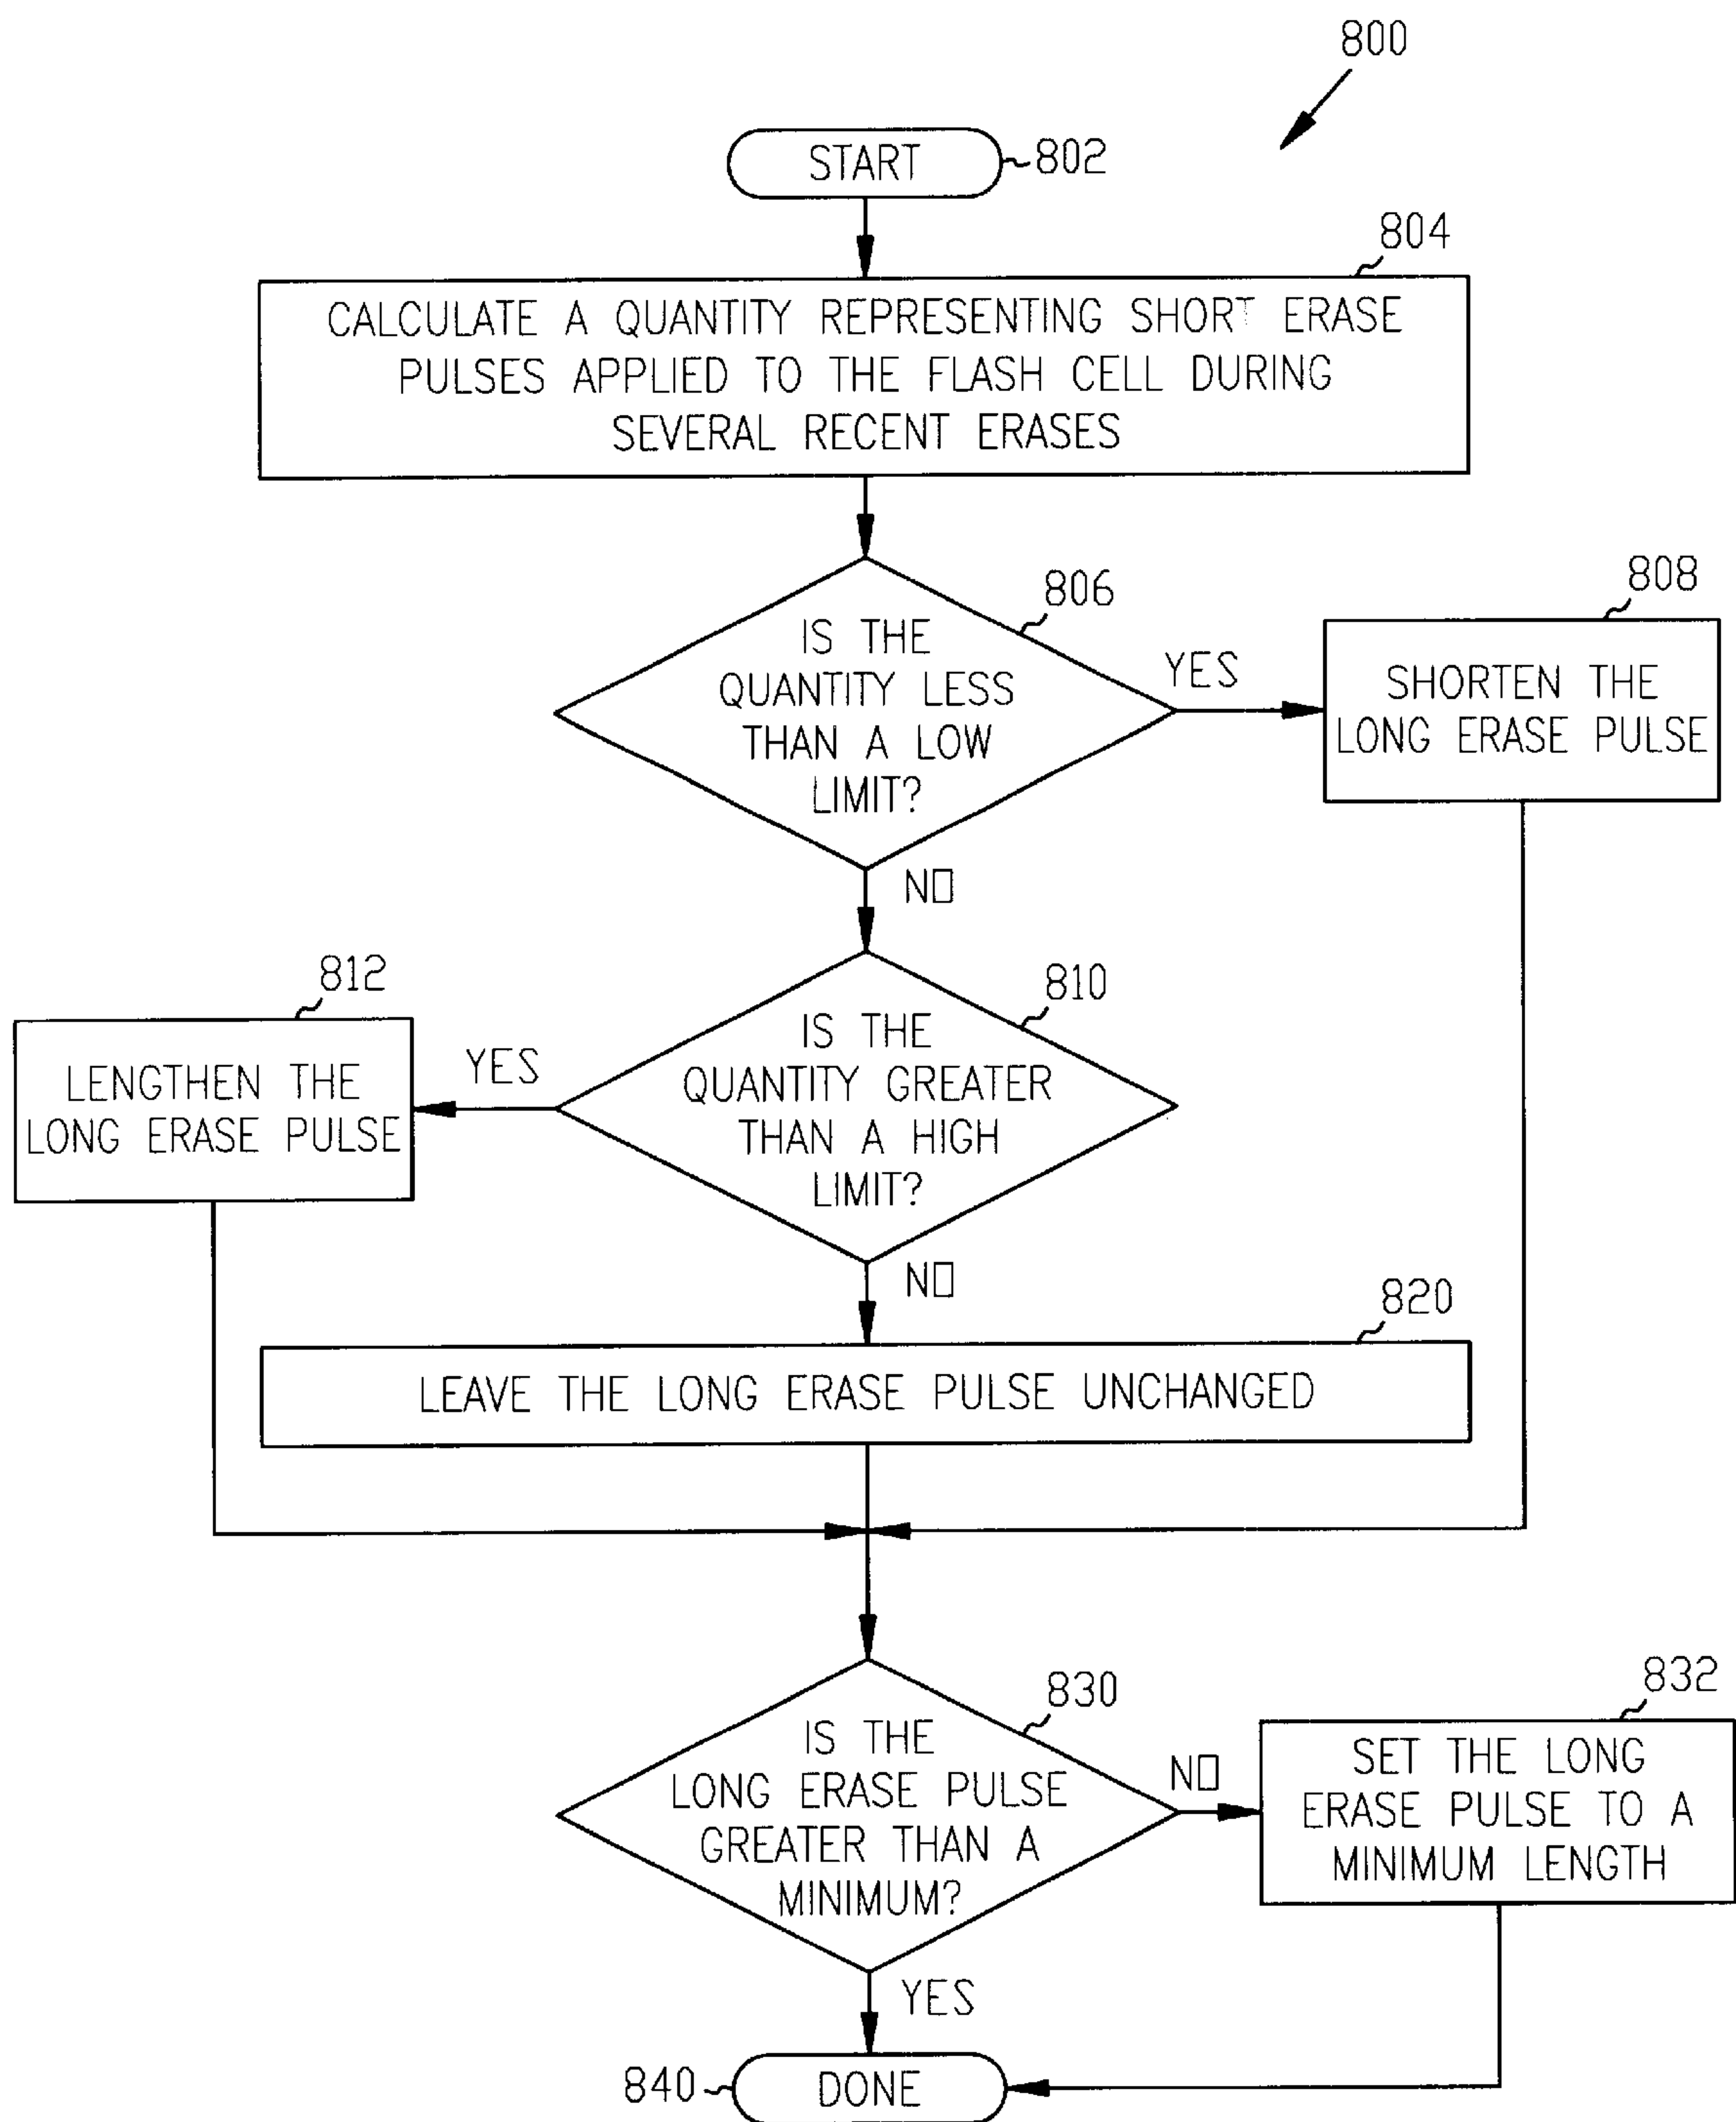 800
START
802
804
CALCULATE A QUANTITY REPRESENTING SHORT ERASE
PULSES APPLIED TO THE FLASH CELL DURING
SEVERAL RECENT ERASES
806
IS THE
QUANTITY LESS
THAN A LOW
LIMIT?
YES
808
SHORTEN THE
LONG ERASE PULSE
NO
810
IS THE
QUANTITY GREATER
THAN A HIGH
LIMIT?
YES
812
LENGTHEN THE
LONG ERASE PULSE
NO
820
LEAVE THE LONG ERASE PULSE UNCHANGED
830
IS THE
LONG ERASE PULSE
GREATER THAN A
MINIMUM?
NO
832
SET THE LONG
ERASE PULSE TO A
MINIMUM LENGTH
YES
840
DONE